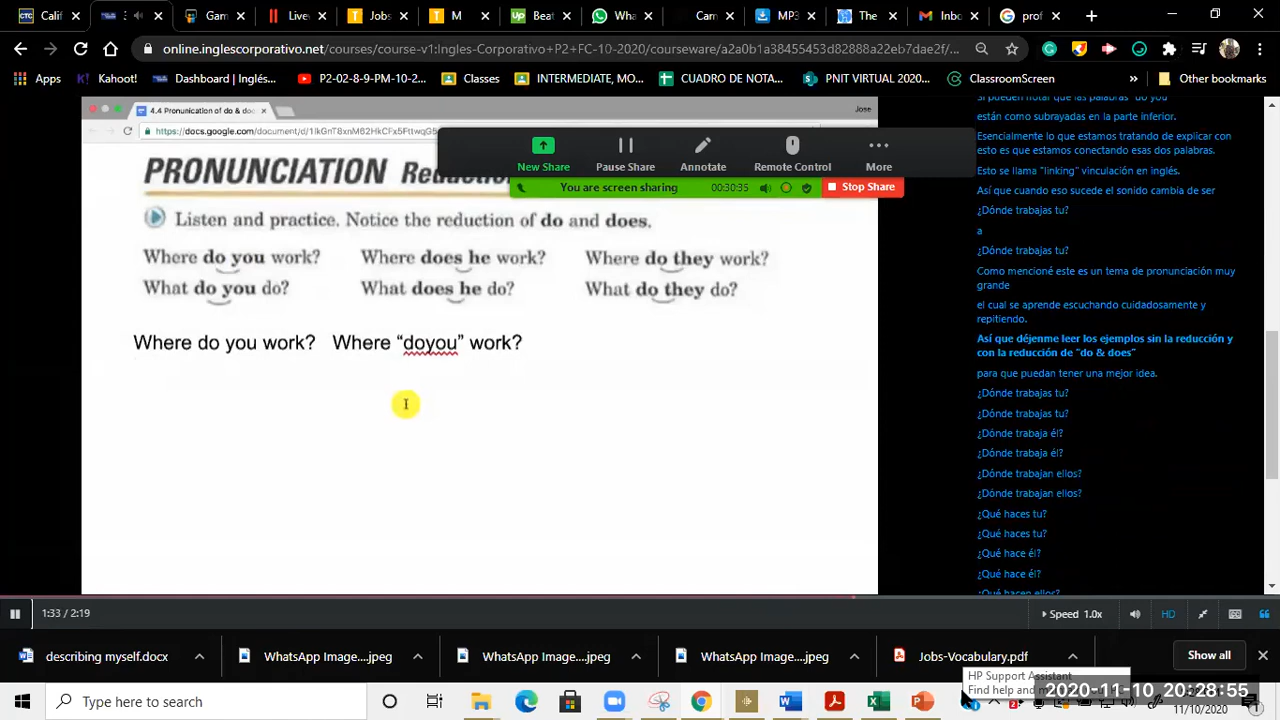 Calif
Gam
Live
Jobs
M
Beat
Wha
Can
MP3
The
Inbo
prof
online.inglescorporativo.net/courses/course-v1:Ingles-Corporativo+P2+FC-10-2020/courseware/a2a0b1a38455453d82888a22eb7dae2f/...
Apps
Kahoot!
Dashboard | Inglés...
P2-02-8-9-PM-10-2...
Classes
INTERMEDIATE, MO...
CUADRO DE NOTA...
PNIT VIRTUAL 2020...
ClassroomScreen
Other bookmarks
4.4 Pronunication of do & doe
Jose
New Share
Pause Share
Annotate
Remote Control
More
You are screen sharing
00:30:35
Stop Share
PRONUNCIATION
Listen and practice. Notice the reduction of do and does.
Where do you work? Where does he work? Where do they work?
What do you do? What does he do? What do they do?
Where do you work? Where “doyou” work?
Si pueden notar que las palabras "do you
están como subrayadas en la parte inferior.
Esencialmente lo que estamos tratando de explicar con
esto es que estamos conectando esas dos palabras.
Esto se llama "linking" vinculación en inglés.
Así que cuando eso sucede el sonido cambia de ser
¿Dónde trabajas tu?
a
¿Dónde trabajas tu?
Como mencioné este es un tema de pronunciación muy
grande
el cual se aprende escuchando cuidadosamente y
repitiendo.
Así que déjenme leer los ejemplos sin la reducción y
con la reducción de "do & does"
para que puedan tener una mejor idea.
¿Dónde trabajas tu?
¿Dónde trabajas tu?
¿Dónde trabaja él?
¿Dónde trabaja él?
¿Dónde trabajan ellos?
¿Dónde trabajan ellos?
¿Qué haces tu?
¿Qué haces tu?
¿Qué hace él?
¿Qué hace él?
¿Qué hacen ellos?
1:33 / 2:19
Speed 1.0x
HD
describing myself.docx
WhatsApp Image....jpeg
WhatsApp Image....jpeg
WhatsApp Image....jpeg
Jobs-Vocabulary.pdf
Show all
HP Support Assistant
2020-11-10 20:28:55
Type here to search
11/10/2020